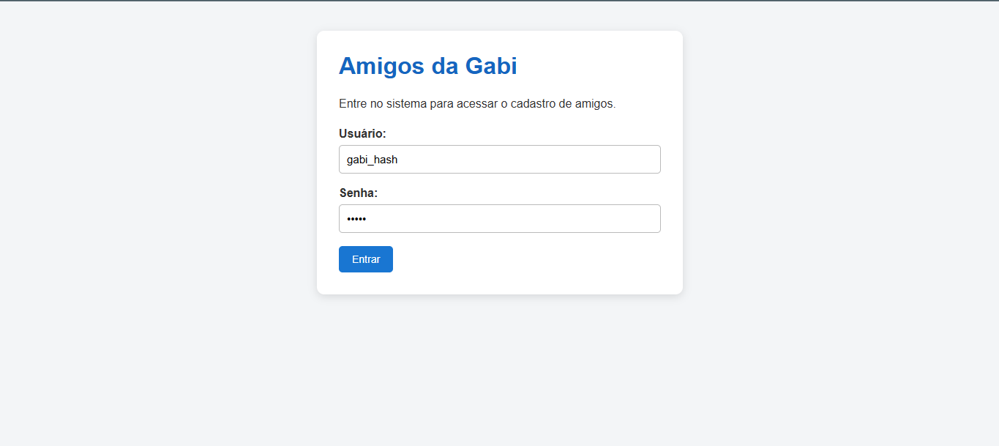 Amigos da Gabi
Entre no sistema para acessar o cadastro de amigos.
Usuário:
gabi_hash
Senha:
•••••
Entrar